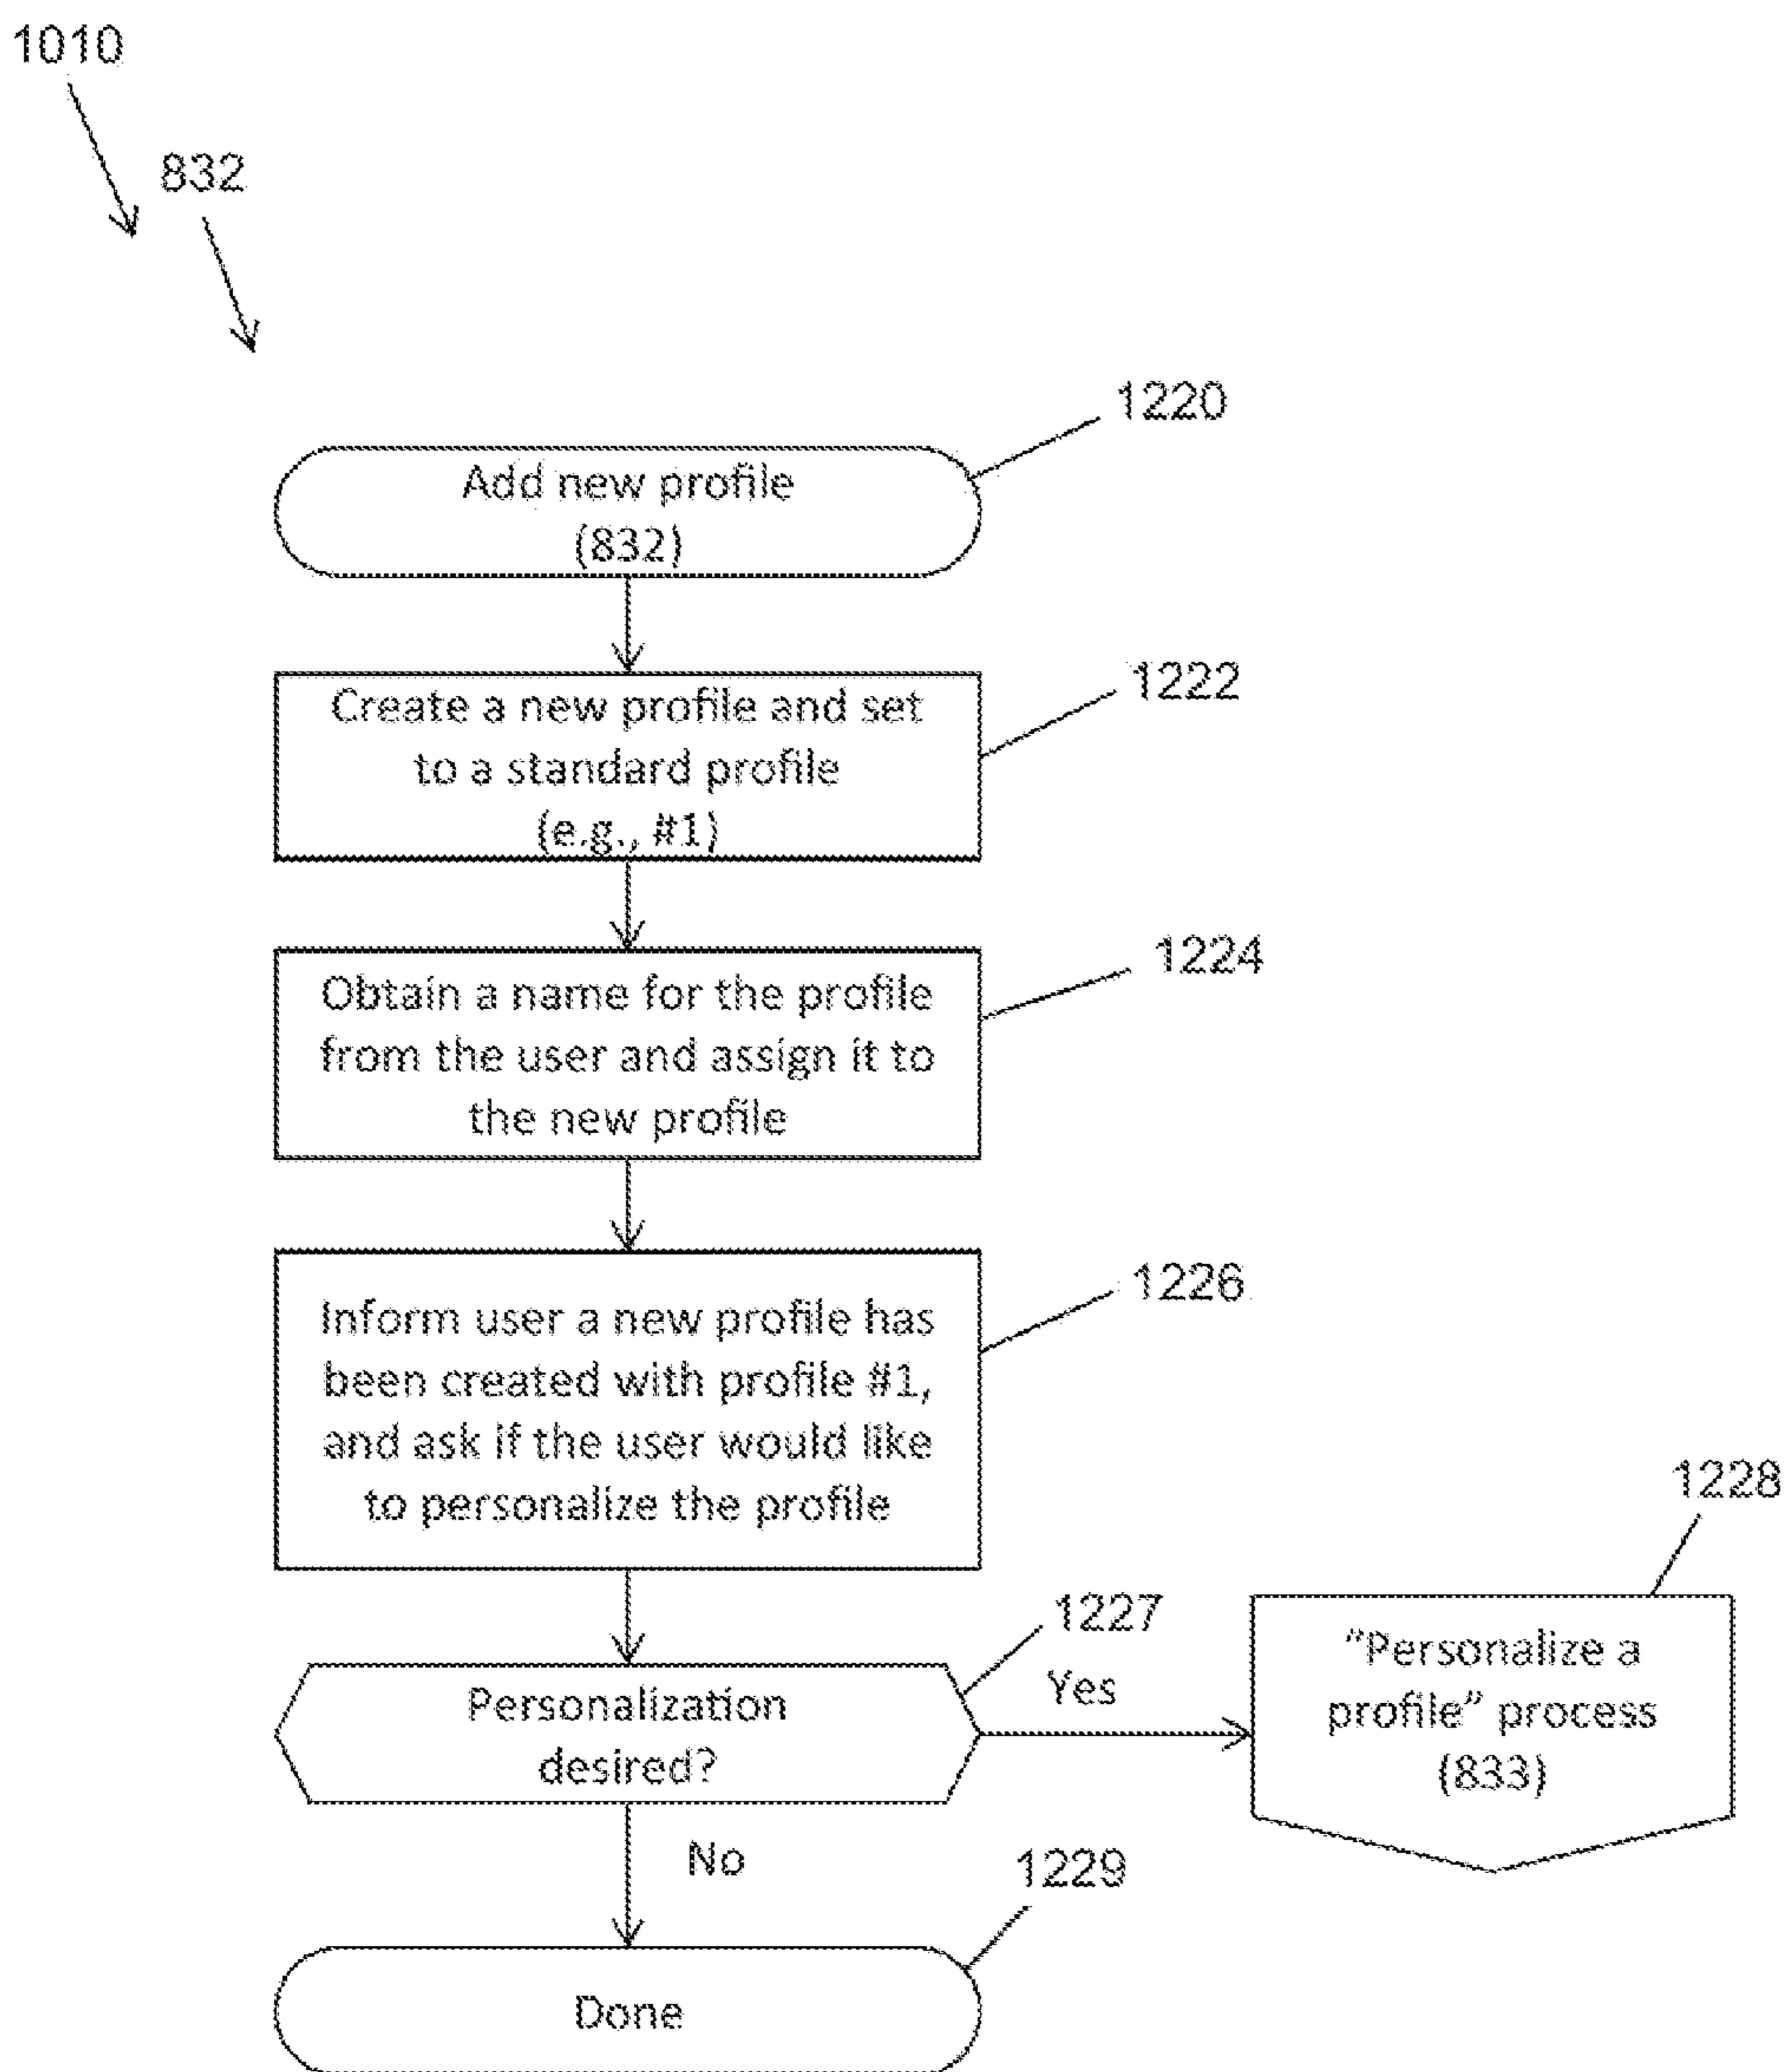 1010
832
1220
Add new profile
(832)
1222
Create a new profile and set
to a standard profile
(e.g., #1)
1224
Obtain a name for the profile
from the user and assign it to
the new profile
1226
Inform user a new profile has
been created with profile #1,
and ask if the user would like
to personalize the profile
1227
Personalization
desired?
Yes
1228
“Personalize a
profile” process
(833)
No
1229
Done